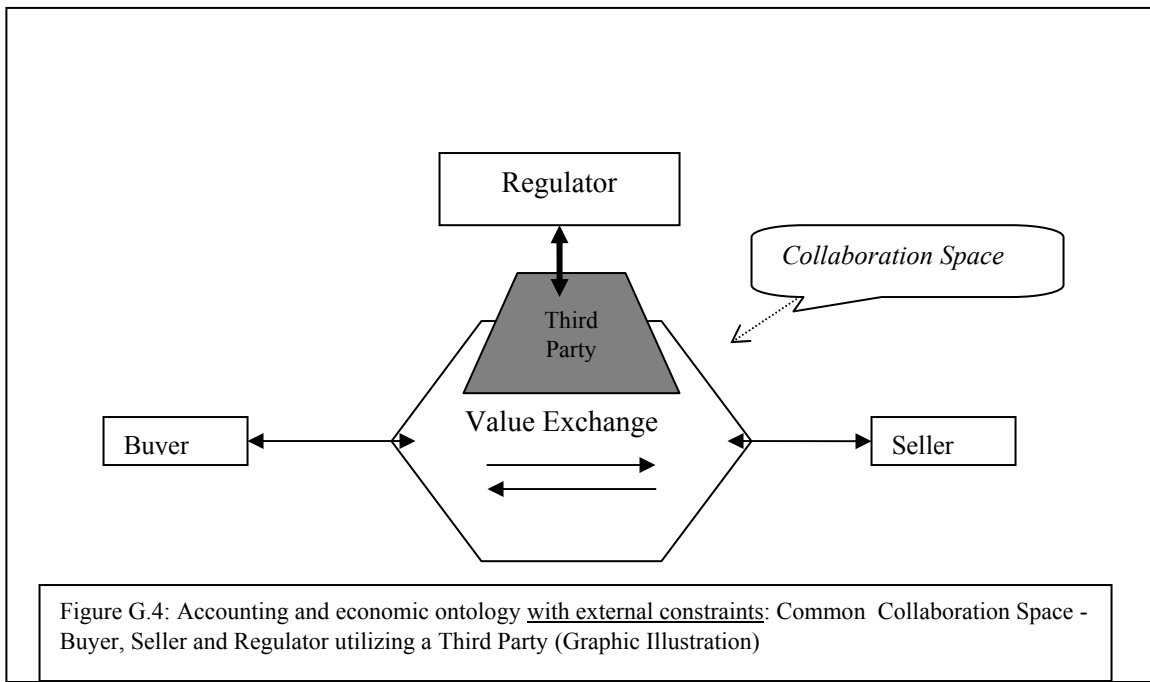 Regulator
Collaboration Space
Third
Party
Value Exchange
Buyer
Seller
Figure G.4: Accounting and economic ontology with external constraints: Common Collaboration Space -
Buyer, Seller and Regulator utilizing a Third Party (Graphic Illustration)